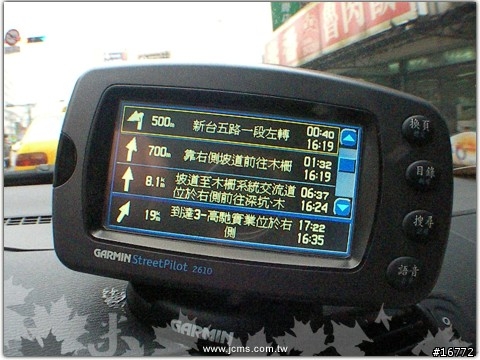 魯肉飯
500m 新台五路一段左轉 00:40 16:19
700m 靠右側坡道前往木柵 01:32 16:19
8.1k 坡道至木柵系統交流道 06:37
位於右側前往深坑·木 16:24
19k 到達3-高馳實業位於右 17:22
側 16:35
換頁
目錄
搜尋
語音
GARMIN StreetPilot 2610
GARMIN
www.jcms.com.tw
#16772